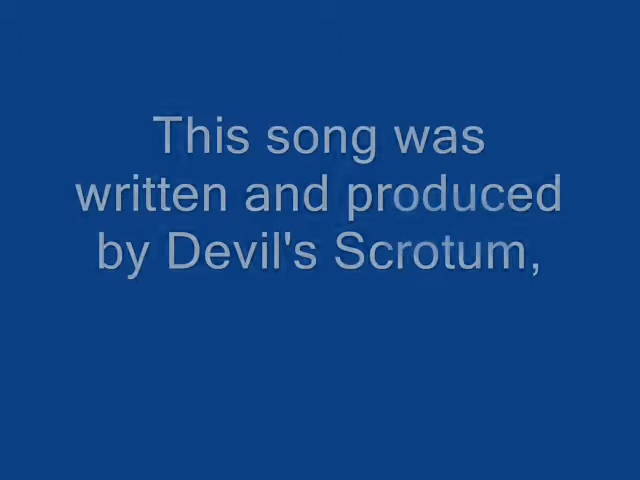 This song was
written and produced
by Devil's Scrotum,